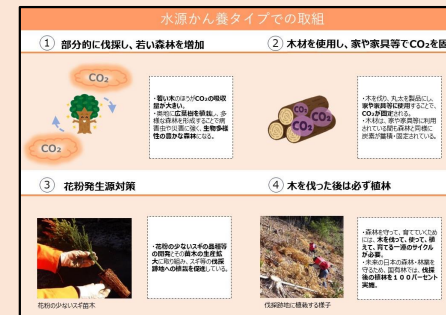 水源かん養タイプでの取組
① 部分的に伐採し、若い森林を増加
② 木材を使用し、家や家具等でCO₂を固
CO₂
CO₂
・若い木のほうがCO₂の吸収
量が大きい。
・奥地に広葉樹を植栽し、多
様な森林を形成することで病
害虫や災害に強く、生物多様
性の豊かな森林になる。
CO₂
CO₂
CO₂
・木を伐り、丸太を製品にし、
家や家具等に使用することで、
CO₂が固定される。
・木材は、家や家具等に利用
されている間も森林と同様に
炭素が蓄積・固定されている。
③ 花粉発生源対策
④ 木を伐った後は必ず植林
・花粉の少ないスギの品種等
の開発とその苗木の生産拡
大に取り組み、スギ等の伐採
跡地への植栽を促進している。
・森林を守って、育てていくため
には、木を伐って、使って、植
えて、育てる一連のサイクル
が必要。
・未来の日本の森林・林業を
守るため、国有林では、伐採
後の植林を100パーセント
実施。
花粉の少ないスギ苗木
伐採跡地に植栽する様子